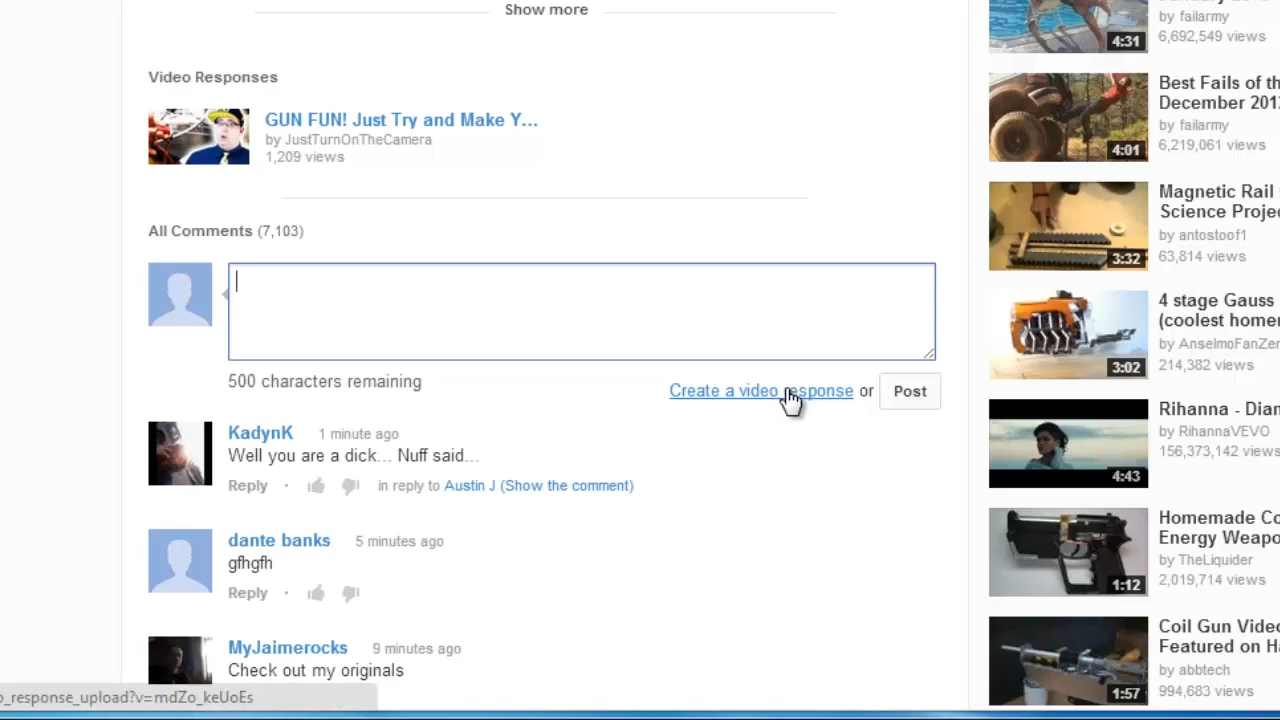 Show more
Video Responses
GUN FUN! Just Try and Make Y...
by JustTurnOnTheCamera
1,209 views
All Comments (7,103)
500 characters remaining
Create a video response or Post
KadynK 1 minute ago
Well you are a dick... Nuff said...
Reply · in reply to Austin J (Show the comment)
dante banks 5 minutes ago
gfhgfh
Reply ·
MyJaimerocks 9 minutes ago
Check out my originals
o_response_upload?v=mdZo_keUoEs
by failarmy
6,692,549 views
4:31
Best Fails of th
December 201
by failarmy
6,219,061 views
4:01
Magnetic Rail
Science Projec
by antostoof1
63,814 views
3:32
4 stage Gauss
(coolest home
by AnselmoFanZer
214,382 views
3:02
Rihanna - Dian
by RihannaVEVO
156,373,142 views
4:43
Homemade Co
Energy Weapo
by TheLiquider
2,019,714 views
1:12
Coil Gun Video
Featured on Ha
by abbtech
994,683 views
1:57